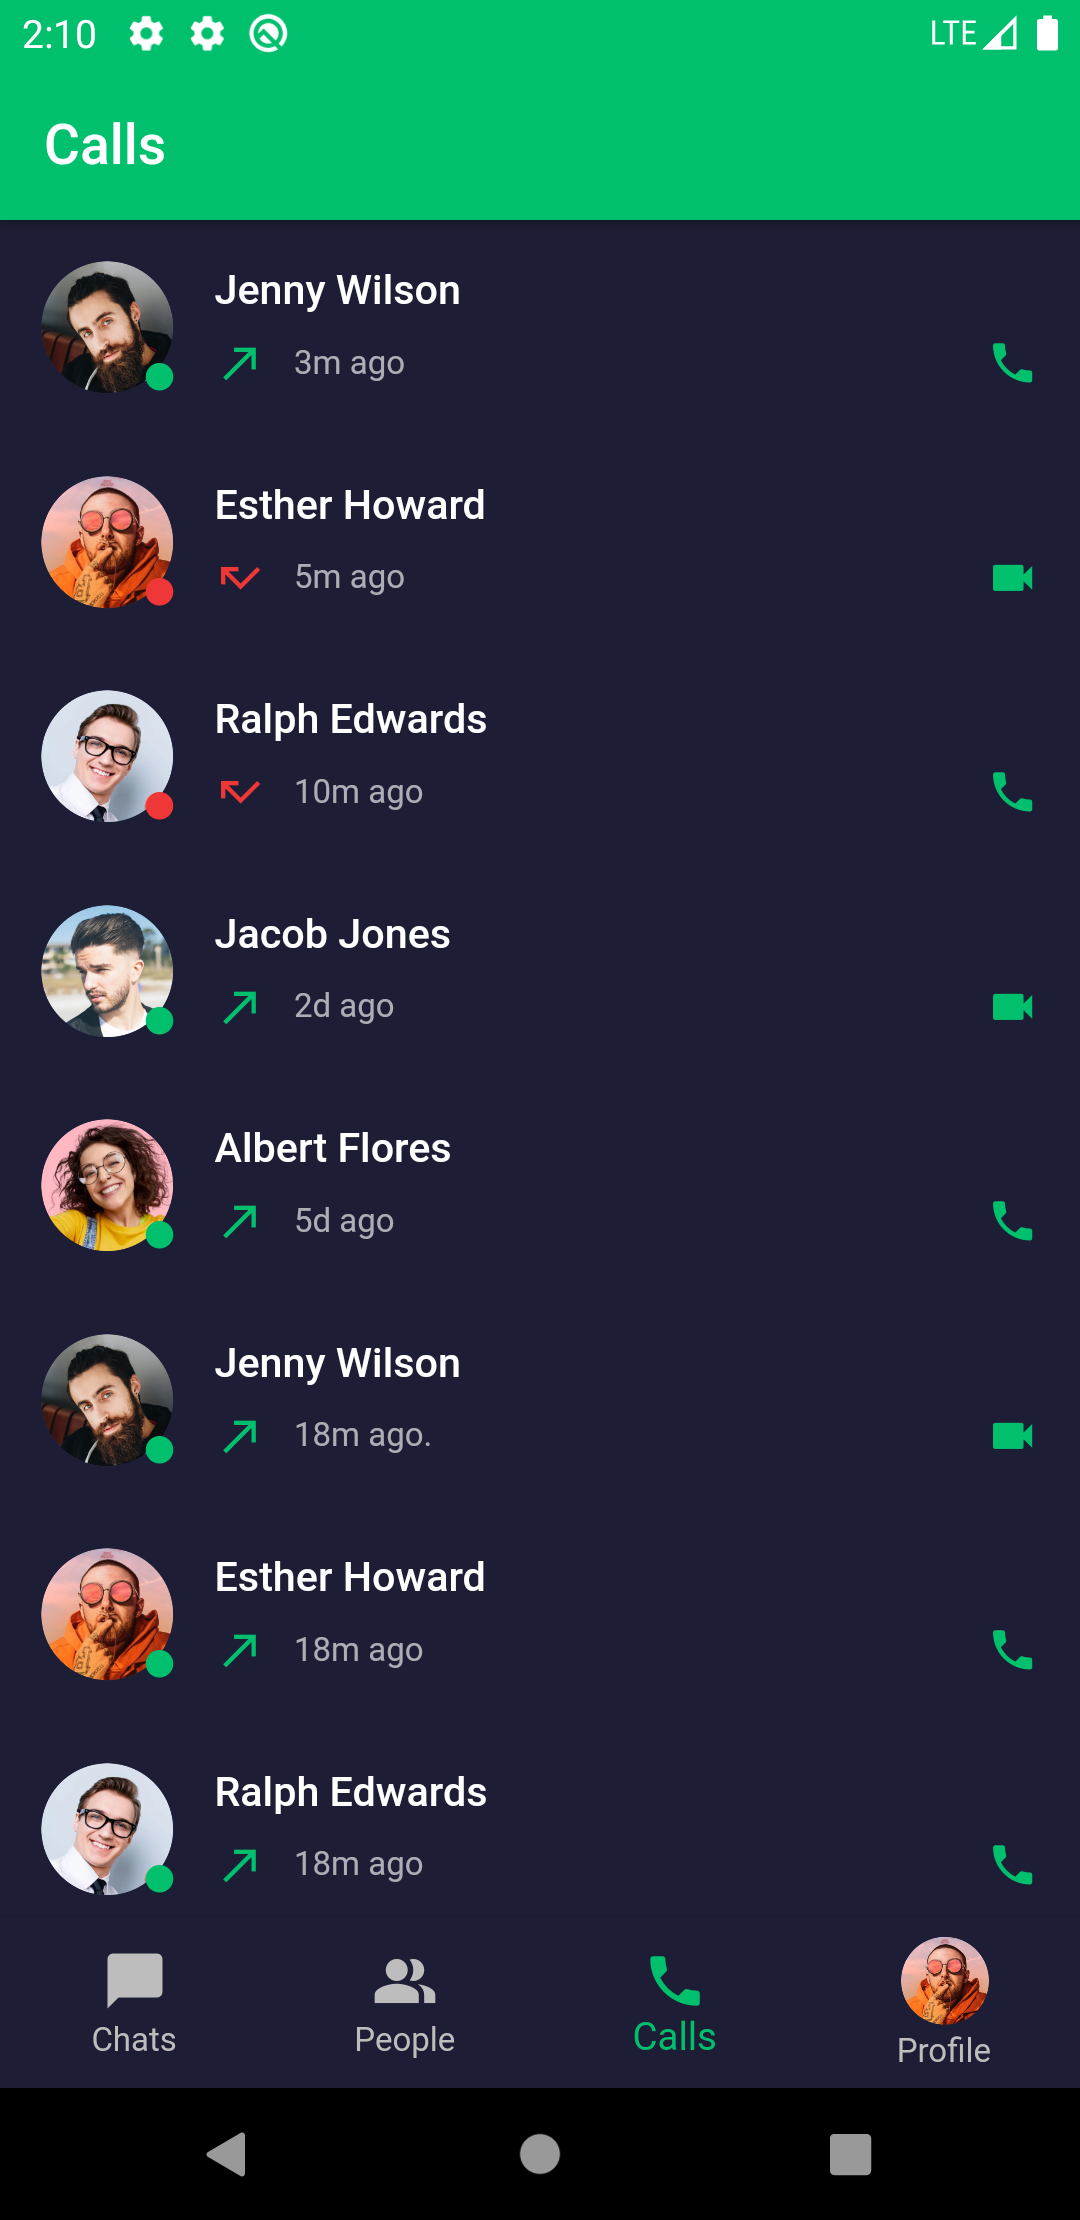 2:10
LTE
Calls
Jenny Wilson
3m ago
Esther Howard
5m ago
Ralph Edwards
10m ago
Jacob Jones
2d ago
Albert Flores
5d ago
Jenny Wilson
18m ago.
Esther Howard
18m ago
Ralph Edwards
18m ago
Chats
People
Calls
Profile